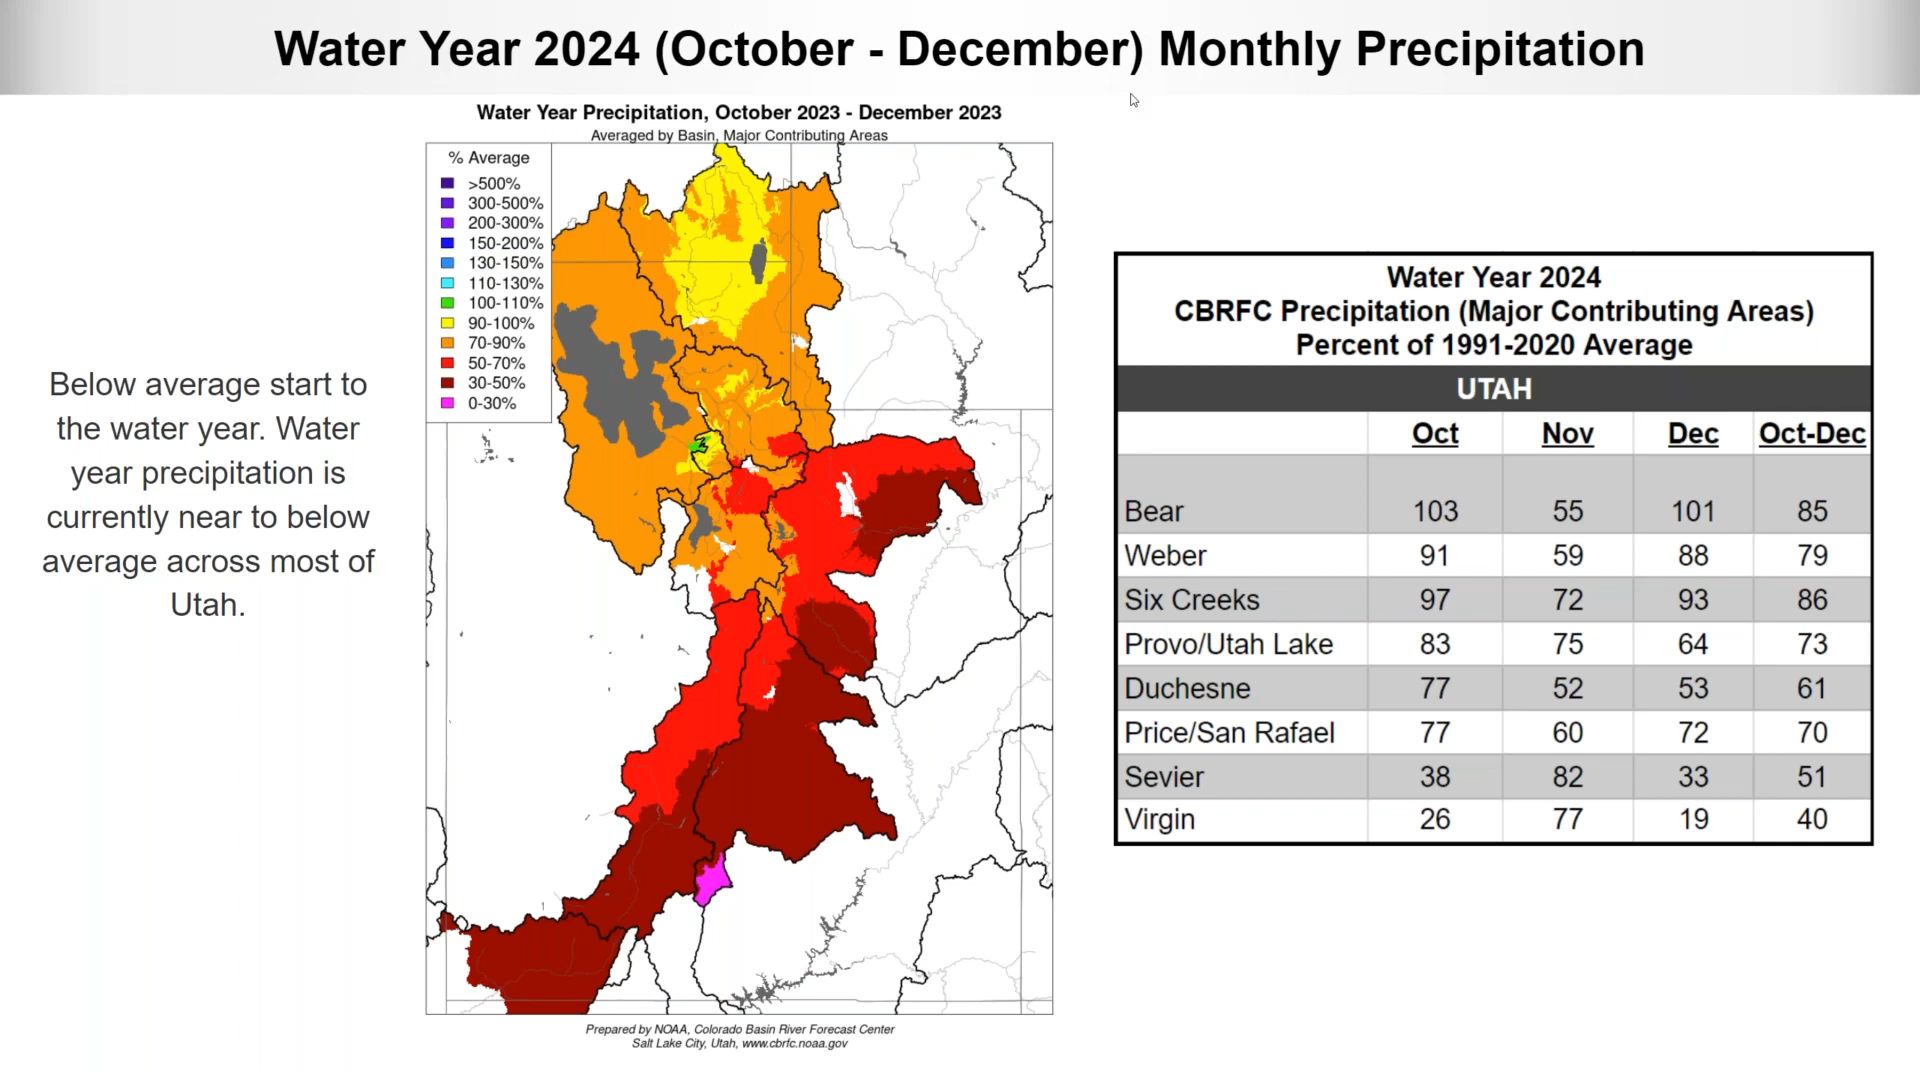 Water Year 2024 (October - December) Monthly Precipitation
Below average start to
the water year. Water
year precipitation is
currently near to below
average across most of
Utah.
Water Year Precipitation, October 2023 - December 2023
Averaged by Basin, Major Contributing Areas
% Average
>500%
300-500%
200-300%
150-200%
130-150%
110-130%
100-110%
90-100%
70-90%
50-70%
30-50%
0-30%
Prepared by NOAA, Colorado Basin River Forecast Center
Salt Lake City, Utah, www.cbrfc.noaa.gov
Water Year 2024
CBRFC Precipitation (Major Contributing Areas)
Percent of 1991-2020 Average
UTAH
Oct Nov Dec Oct-Dec
Bear 103 55 101 85
Weber 91 59 88 79
Six Creeks 97 72 93 86
Provo/Utah Lake 83 75 64 73
Duchesne 77 52 53 61
Price/San Rafael 77 60 72 70
Sevier 38 82 33 51
Virgin 26 77 19 40